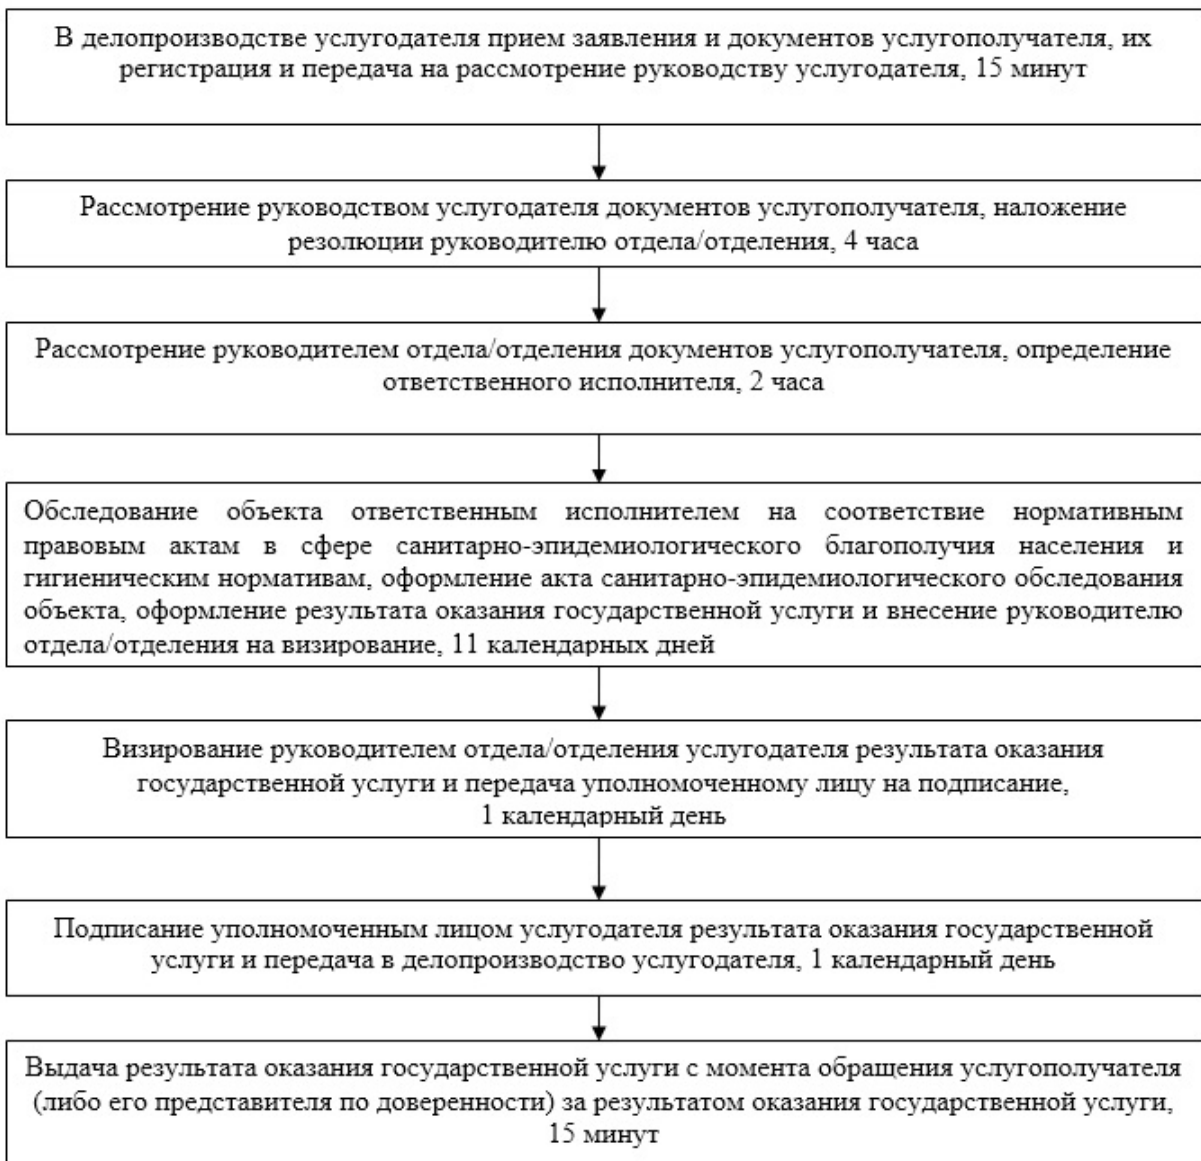 В делопроизводстве услугодателя прием заявления и документов услугополучателя, их
регистрация и передача на рассмотрение руководству услугодателя, 15 минут
Рассмотрение руководством услугодателя документов услугополучателя, наложение
резолюции руководителю отдела/отделения, 4 часа
Рассмотрение руководителем отдела/отделения документов услугополучателя, определение
ответственного исполнителя, 2 часа
Обследование объекта ответственным исполнителем на соответствие нормативным
правовым актам в сфере санитарно-эпидемиологического благополучия населения и
гигиеническим нормативам, оформление акта санитарно-эпидемиологического обследования
объекта, оформление результата оказания государственной услуги и внесение руководителю
отдела/отделения на визирование, 11 календарных дней
Визирование руководителем отдела/отделения услугодателя результата оказания
государственной услуги и передача уполномоченному лицу на подписание,
1 календарный день
Подписание уполномоченным лицом услугодателя результата оказания государственной
услуги и передача в делопроизводство услугодателя, 1 календарный день
Выдача результата оказания государственной услуги с момента обращения услугополучателя
(либо его представителя по доверенности) за результатом оказания государственной услуги,
15 минут